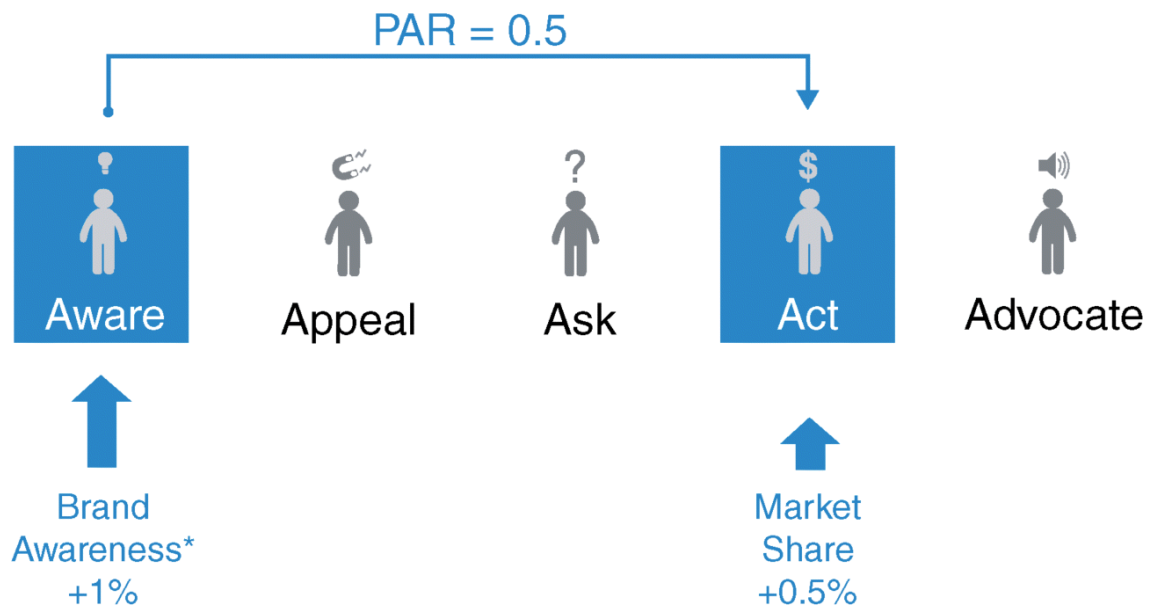 PAR = 0.5
?
$
Aware
Appeal
Ask
Act
Advocate
Brand
Awareness*
+1%
Market
Share
+0.5%